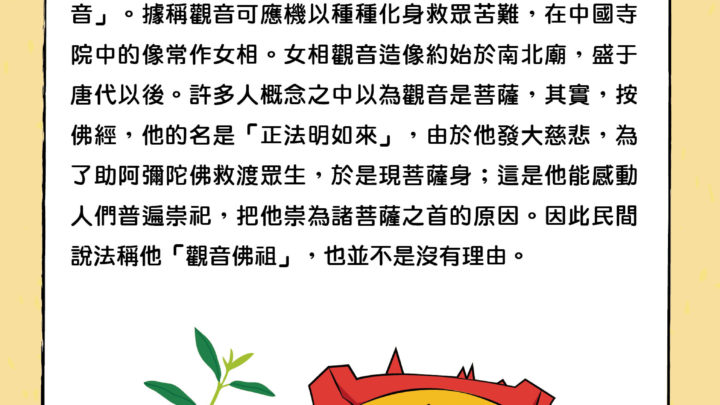 音」。據稱觀音可應機以種種化身救眾苦難，在中國寺
院中的像常作女相。女相觀音造像約始於南北廟，盛于
唐代以後。許多人概念之中以為觀音是菩薩，其實，按
佛經，他的名是「正法明如來」，由於他發大慈悲，為
了助阿彌陀佛救渡眾生，於是現菩薩身；這是他能感動
人們普遍崇祀，把他崇為諸菩薩之首的原因。因此民間
說法稱他「觀音佛祖」，也並不是沒有理由。